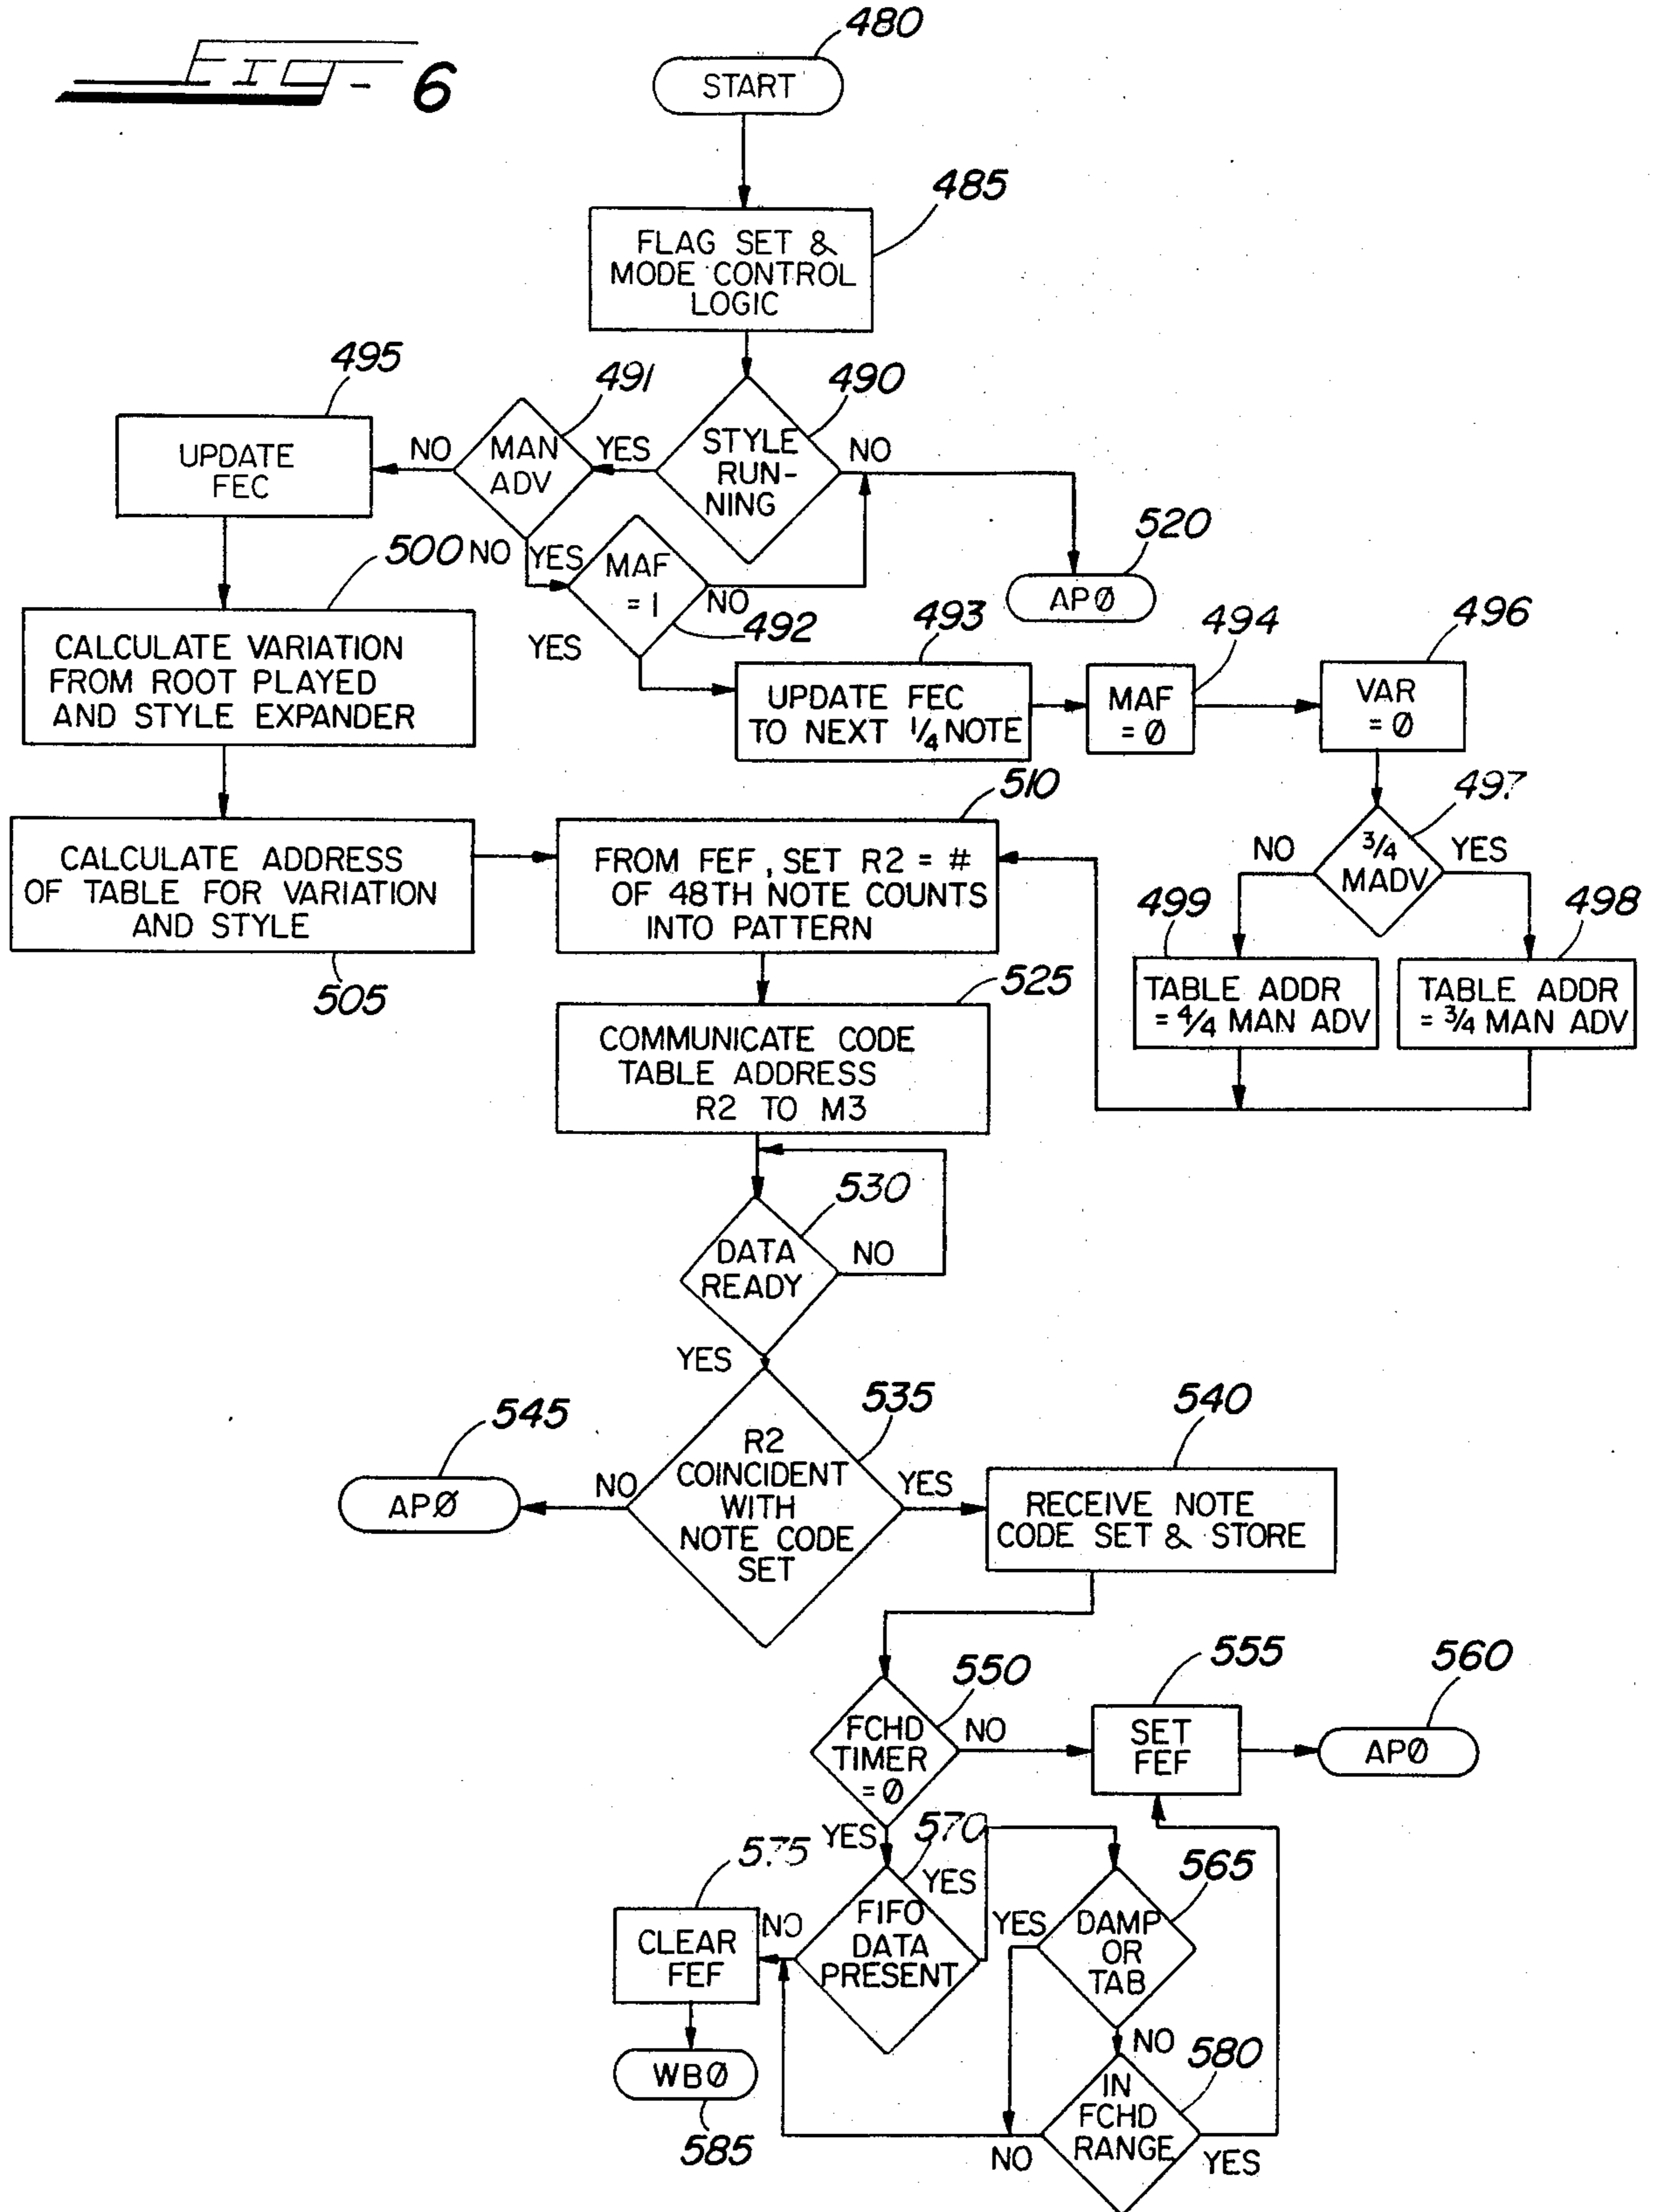 FIG-6
480
START
485
FLAG SET &
MODE CONTROL
LOGIC
495
491
490
UPDATE
FEC
NO
MAN
ADV
YES
STYLE
RUN-
NING
NO
520
APØ
500
NO
YES
MAF
= 1
NO
492
YES
CALCULATE VARIATION
FROM ROOT PLAYED
AND STYLE EXPANDER
493
UPDATE FEC
TO NEXT 1/4 NOTE
494
MAF
= Ø
496
VAR
= Ø
510
497
CALCULATE ADDRESS
OF TABLE FOR VARIATION
AND STYLE
505
FROM FEF, SET R2 = #
OF 48TH NOTE COUNTS
INTO PATTERN
NO
3/4
MADV
YES
499
498
TABLE ADDR
= 4/4 MAN ADV
TABLE ADDR
= 3/4 MAN ADV
525
COMMUNICATE CODE
TABLE ADDRESS
R2 TO M3
530
DATA
READY
NO
YES
545
535
540
APØ
NO
R2
COINCIDENT
WITH
NOTE CODE
SET
YES
RECEIVE NOTE
CODE SET & STORE
550
555
560
FCHD
TIMER
= Ø
NO
SET
FEF
APØ
YES
575
570
YES
565
CLEAR
FEF
NO
FIFO
DATA
PRESENT
YES
DAMP
OR
TAB
NO
580
WBØ
585
IN
FCHD
RANGE
NO
YES